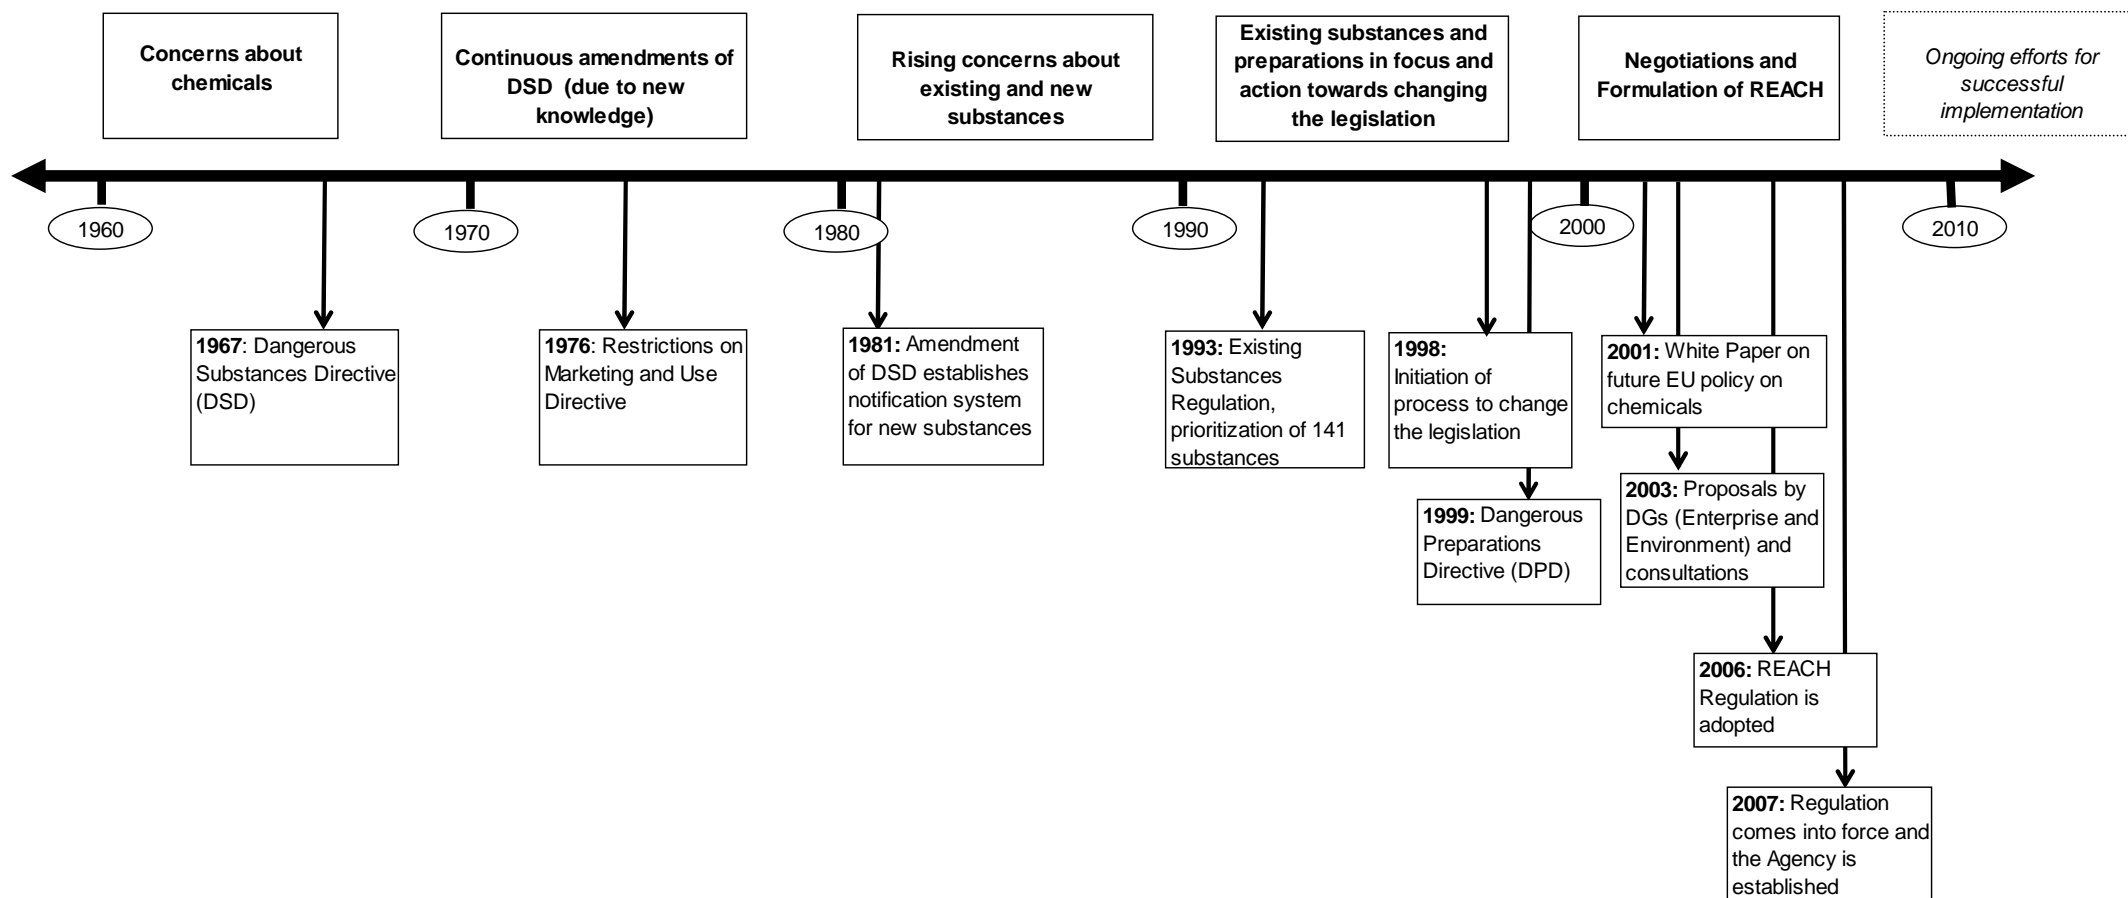 Concerns about
chemicals
Continuous amendments of
DSD  (due to new
knowledge)
Rising concerns about
existing and new
substances
Existing substances and
preparations in focus and
action towards changing
the legislation
Negotiations and
Formulation of REACH
Ongoing efforts for
successful
implementation
1960
1970
1980
1990
2000
2010
1967: Dangerous
Substances Directive
(DSD)
1976: Restrictions on
Marketing and Use
Directive
1981: Amendment
of DSD establishes
notification system
for new substances
1993: Existing
Substances
Regulation,
prioritization of 141
substances
1998:
Initiation of
process to change
the legislation
1999: Dangerous
Preparations
Directive (DPD)
2001: White Paper on
future EU policy on
chemicals
2003: Proposals by
DGs (Enterprise and
Environment) and
consultations
2006: REACH
Regulation is
adopted
2007: Regulation
comes into force and
the Agency is
established